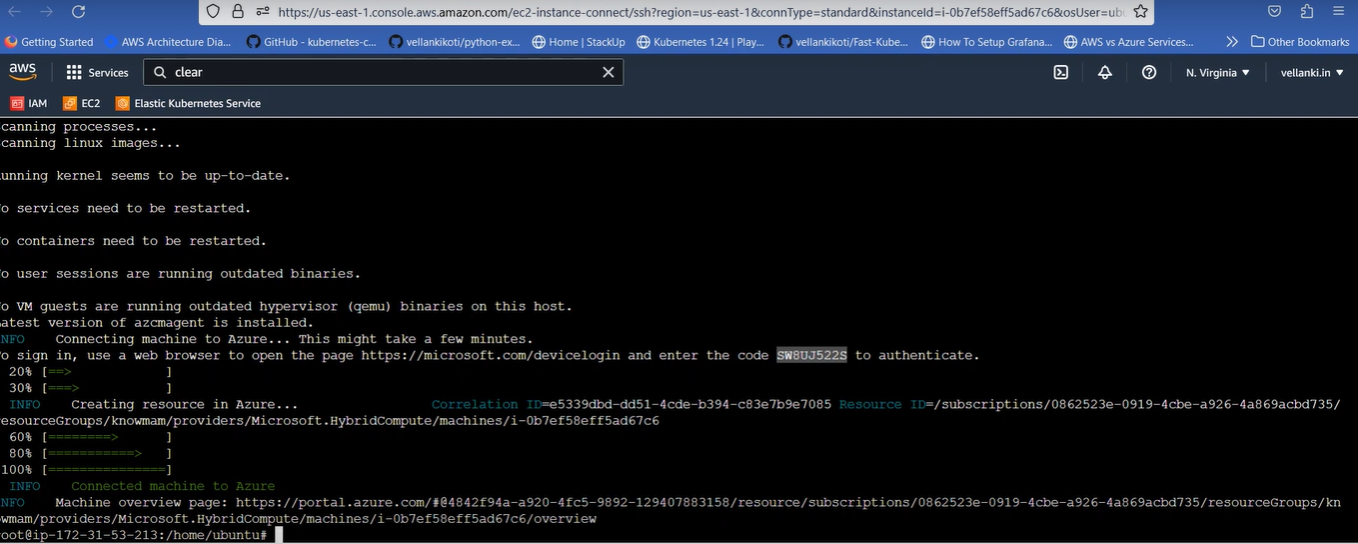 https://us-east-1.console.aws.amazon.com/ec2-instance-connect/ssh?region=us-east-1&connType=standard&instanceId=i-0b7ef58eff5ad67c6&osUser=ubu
Getting Started AWS Architecture Dia... GitHub - kubernetes-c... vellankikoti/python-ex... Home | StackUp Kubernetes 1.24 | Play... vellankikoti/Fast-Kube... How To Setup Grafana... AWS vs Azure Services... Other Bookmarks
aws Services clear N. Virginia vellanki.in
IAM EC2 Elastic Kubernetes Service
canning processes...
canning linux images...
unning kernel seems to be up-to-date.
o services need to be restarted.
o containers need to be restarted.
o user sessions are running outdated binaries.
o VM guests are running outdated hypervisor (qemu) binaries on this host.
atest version of azcmagent is installed.
NFO Connecting machine to Azure... This might take a few minutes.
o sign in, use a web browser to open the page https://microsoft.com/devicelogin and enter the code SW8UJ522S to authenticate.
20% [==> ]
30% [===> ]
INFO Creating resource in Azure... Correlation ID=e5339dbd-dd51-4cde-b394-c83e7b9e7085 Resource ID=/subscriptions/0862523e-0919-4cbe-a926-4a869acbd735/
esourceGroups/knowmam/providers/Microsoft.HybridCompute/machines/i-0b7ef58eff5ad67c6
60% [========> ]
80% [===========> ]
100% [===============]
INFO Connected machine to Azure
NFO Machine overview page: https://portal.azure.com/#@4842f94a-a920-4fc5-9892-129407883158/resource/subscriptions/0862523e-0919-4cbe-a926-4a869acbd735/resourceGroups/kn
owmam/providers/Microsoft.HybridCompute/machines/i-0b7ef58eff5ad67c6/overview
root@ip-172-31-53-213:/home/ubuntu#